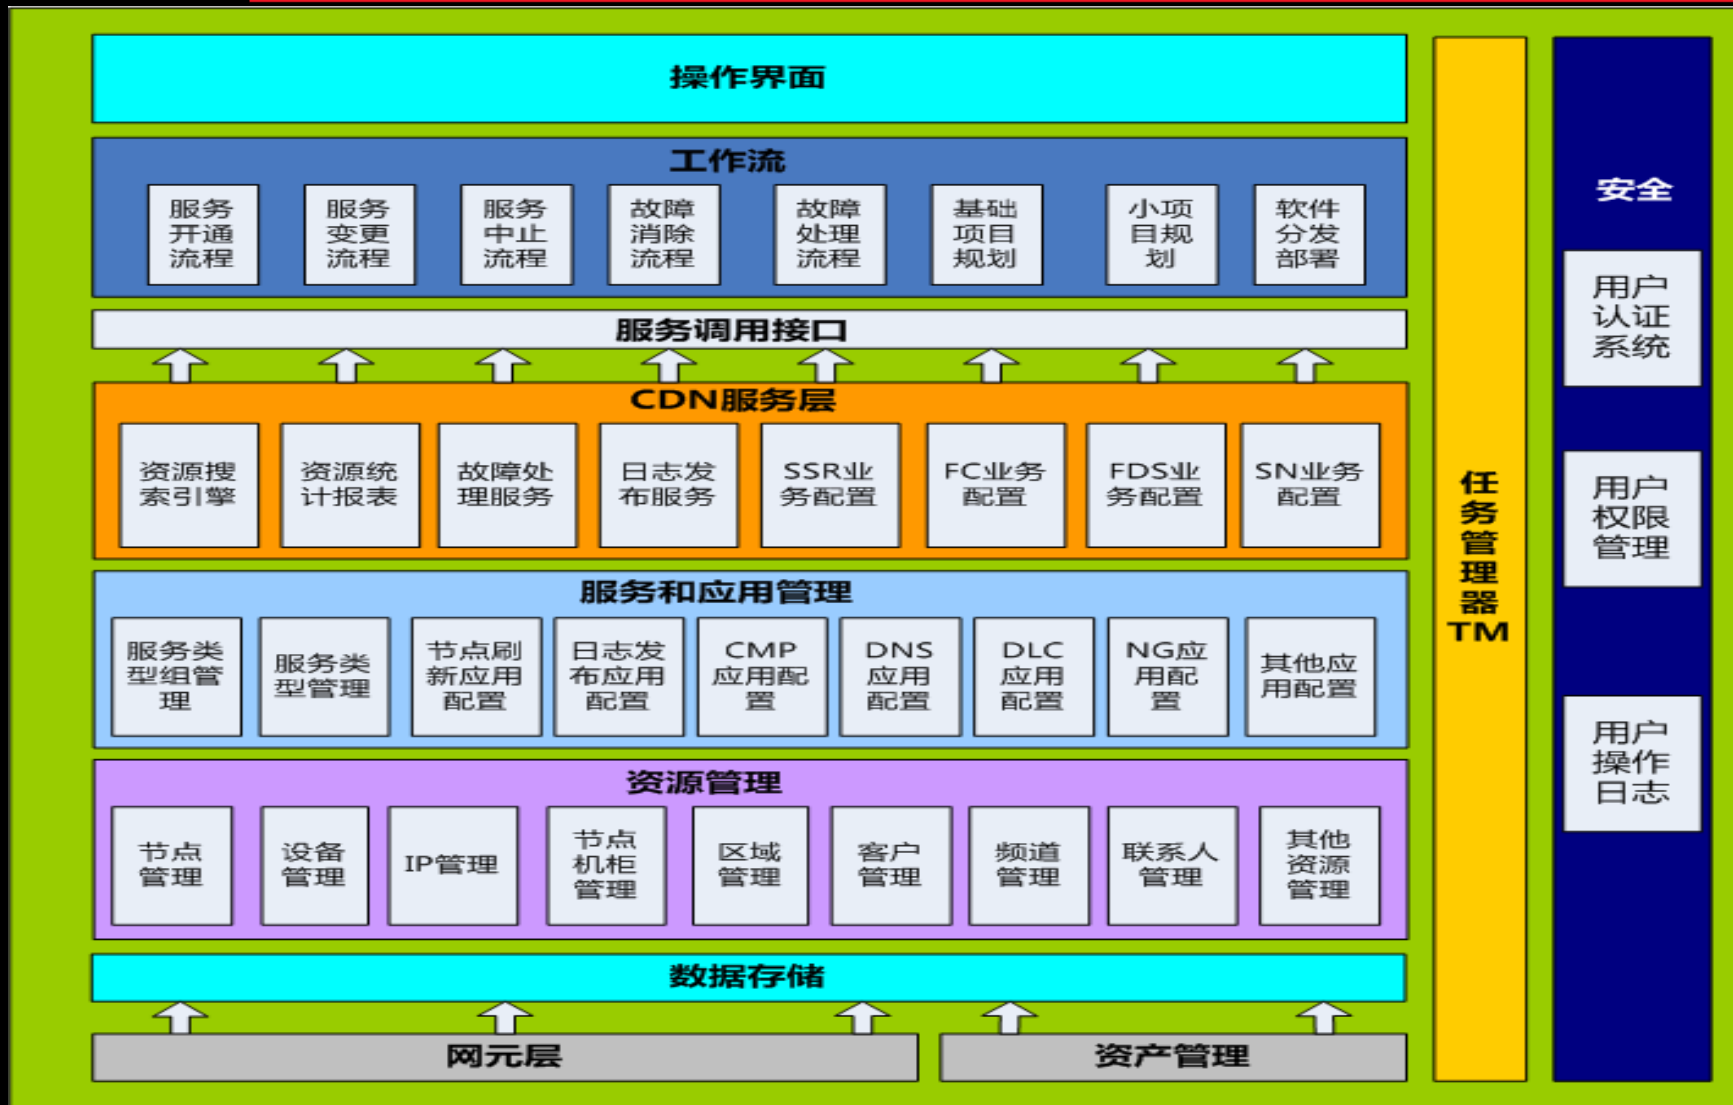 操作界面
工作流
服务
开通
流程
服务
变更
流程
服务
中止
流程
故障
消除
流程
故障
处理
流程
基础
项目
规划
小项
目规
划
软件
分发
部署
服务调用接口
CDN服务层
资源搜
索引擎
资源统
计报表
故障处
理服务
日志发
布服务
SSR业
务配置
FC业务
配置
FDS业
务配置
SN业务
配置
服务和应用管理
服务类
型组管
理
服务类
型管理
节点刷
新应用
配置
日志发
布应用
配置
CMP
应用配
置
DNS
应用
配置
DLC
应用
配置
NG应
用配
置
其他应
用配置
资源管理
节点
管理
设备
管理
IP管理
节点
机柜
管理
区域
管理
客户
管理
频道
管理
联系人
管理
其他
资源
管理
数据存储
网元层
资产管理
任
务
管
理
器
TM
安全
用户
认证
系统
用户
权限
管理
用户
操作
日志